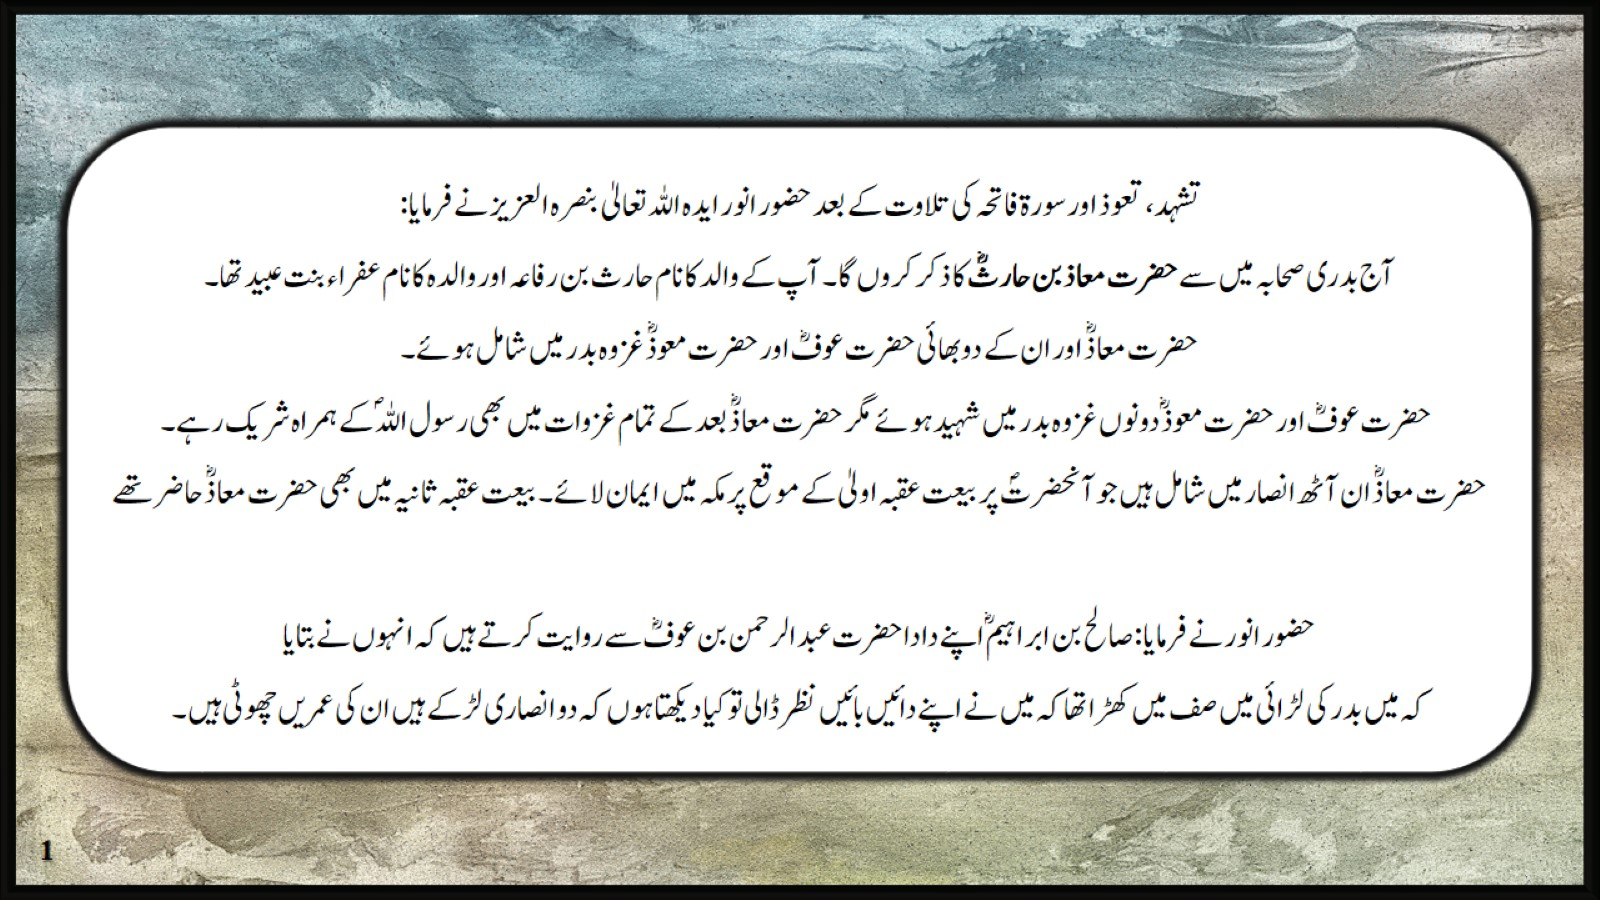 تشہد، تعوذ اور سورۃ فاتحہ کی تلاوت کے بعد حضور انور ایدہ اللہ تعالیٰ بنصرہ العزیز نے فرمایا:
آج بدری صحابہ میں سے حضرت معاذ بن حارثؓ کا ذکر کروں گا۔ آپ کے والد کا نام حارث بن رفاعہ اور والدہ کا نام عفراء بنت عبید تھا۔
حضرت معاذؓ اور ان کے دو بھائی حضرت عوفؓ اور حضرت معوذؓ غزوہ بدر میں شامل ہوئے۔
حضرت عوفؓ اور حضرت معوذؓ دونوں غزوہ بدر میں شہید ہوئے مگر حضرت معاذؓ بعد کے تمام غزوات میں بھی رسول اللہؐ کے ہمراہ شریک رہے۔
حضرت معاذؓ ان آٹھ انصار میں شامل ہیں جو آنحضرتؐ پر بیعت عقبہ اولیٰ کے موقع پر مکہ میں ایمان لائے۔ بیعت عقبہ ثانیہ میں بھی حضرت معاذؓ حاضر تھے
حضور انور نے فرمایا: صالح بن ابراہیمؓ اپنے دادا حضرت عبد الرحمن بن عوفؓ سے روایت کرتے ہیں کہ انہوں نے بتایا
کہ میں بدر کی لڑائی میں صف میں کھڑا تھا کہ میں نے اپنے دائیں بائیں نظر ڈالی تو کیا دیکھتا ہوں کہ دو انصاری لڑکے ہیں ان کی عمریں چھوٹی ہیں۔
1